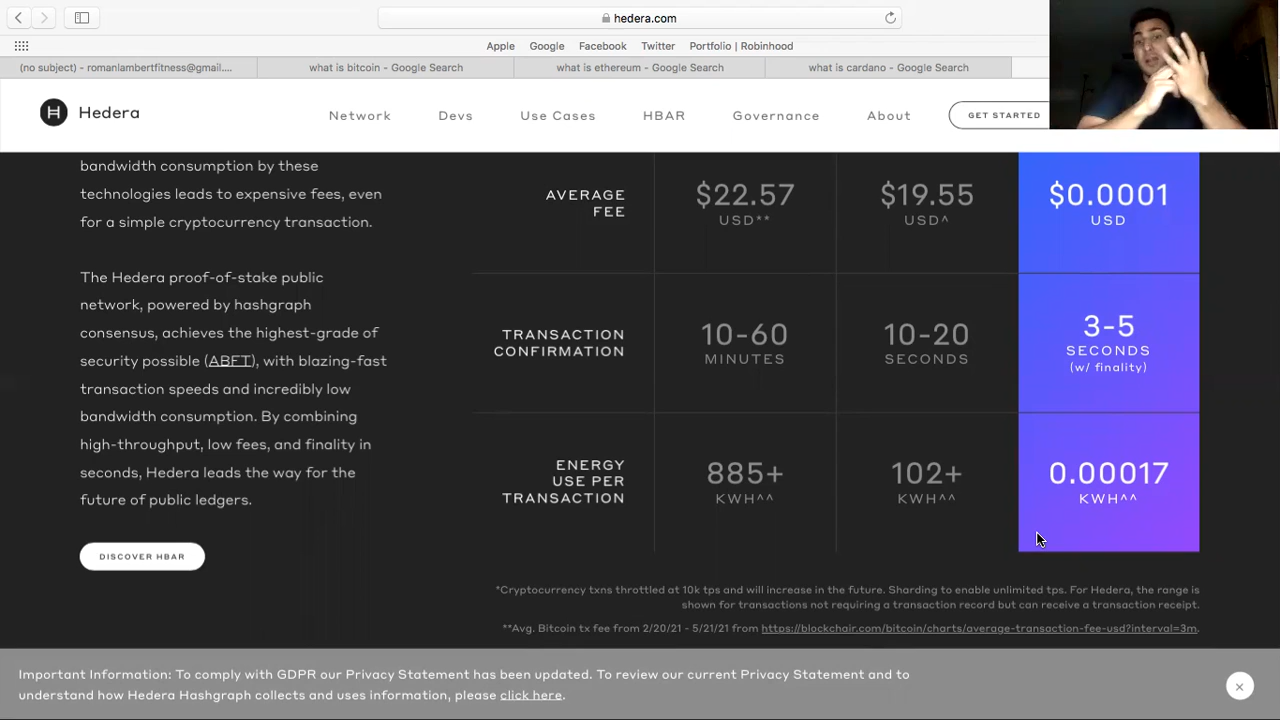 hedera.com
Apple Google Facebook Twitter Portfolio | Robinhood
(no subject) - romanlambertfitness@gmail.... what is bitcoin - Google Search what is ethereum - Google Search what is cardano - Google Search
H Hedera Network Devs Use Cases HBAR Governance About GET STARTED
bandwidth consumption by these
technologies leads to expensive fees, even
for a simple cryptocurrency transaction.
The Hedera proof-of-stake public
network, powered by hashgraph
consensus, achieves the highest-grade of
security possible (ABFT), with blazing-fast
transaction speeds and incredibly low
bandwidth consumption. By combining
high-throughput, low fees, and finality in
seconds, Hedera leads the way for the
future of public ledgers.
DISCOVER HBAR
AVERAGE
FEE
$22.57
USD**
$19.55
USD^
$0.0001
USD
TRANSACTION
CONFIRMATION
10-60
MINUTES
10-20
SECONDS
3-5
SECONDS
(w/ finality)
ENERGY
USE PER
TRANSACTION
885+
KWH^^
102+
KWH^^
0.00017
KWH^^
*Cryptocurrency txns throttled at 10k tps and will increase in the future. Sharding to enable unlimited tps. For Hedera, the range is
shown for transactions not requiring a transaction record but can receive a transaction receipt.
**Avg. Bitcoin tx fee from 2/20/21 - 5/21/21 from https://blockchair.com/bitcoin/charts/average-transaction-fee-usd?interval=3m.
Important Information: To comply with GDPR our Privacy Statement has been updated. To review our current Privacy Statement and to
understand how Hedera Hashgraph collects and uses information, please click here.